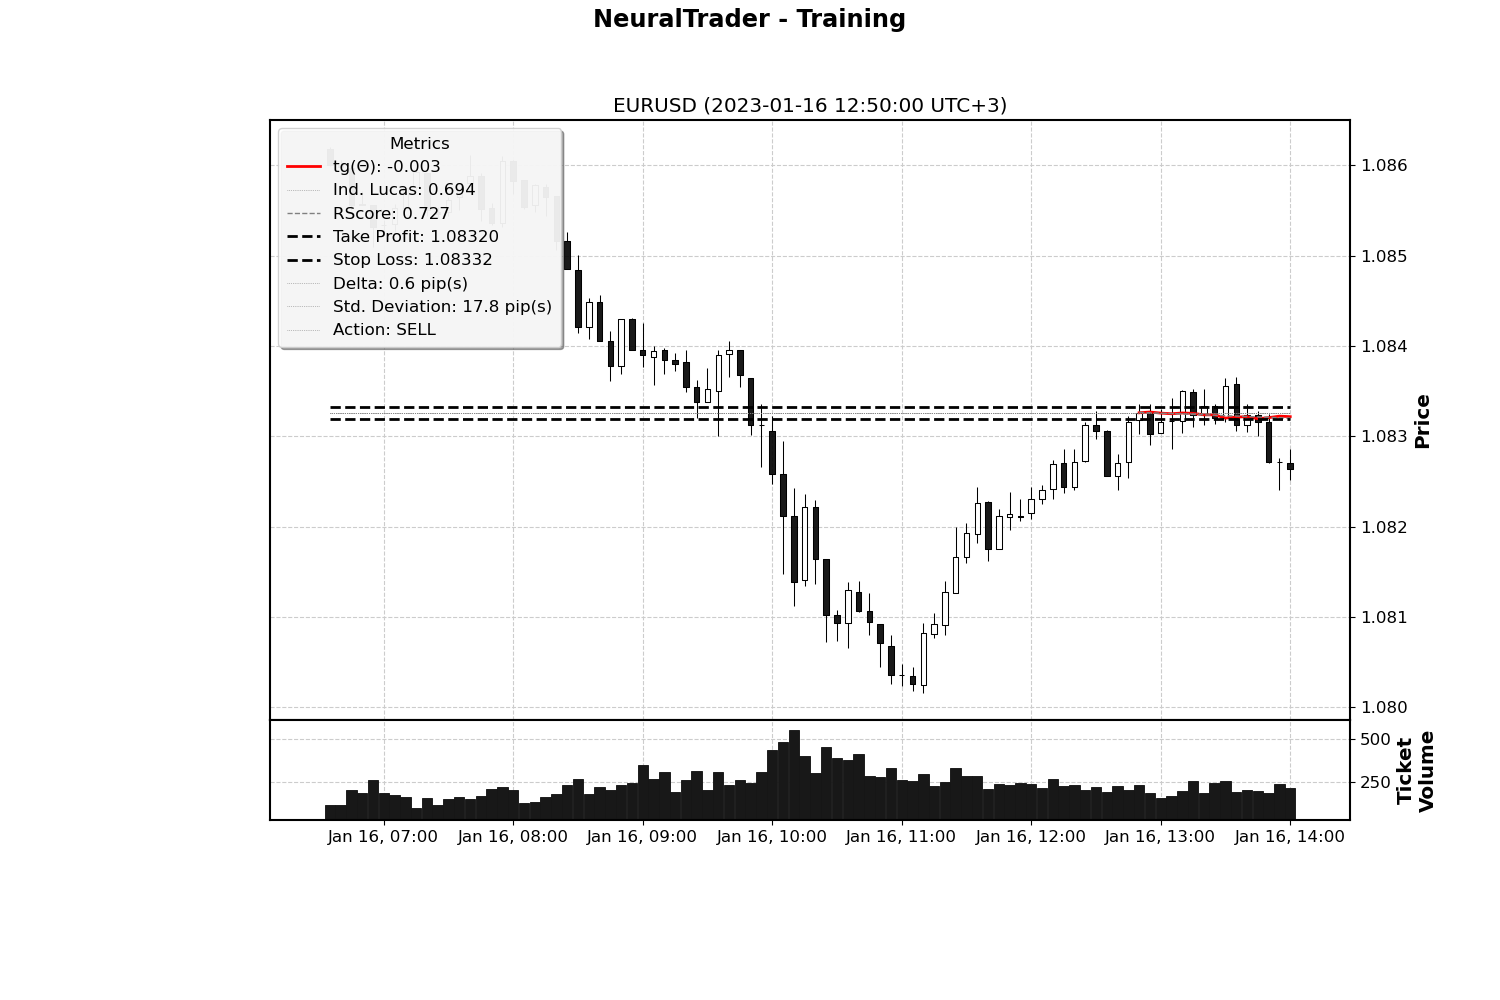 NeuralTrader - Training
EURUSD (2023-01-16 12:50:00 UTC+3)
Metrics
tg(Θ): -0.003
Ind. Lucas: 0.694
RScore: 0.727
Take Profit: 1.08320
Stop Loss: 1.08332
Delta: 0.6 pip(s)
Std. Deviation: 17.8 pip(s)
Action: SELL
1.086
1.085
1.084
1.083
1.082
1.081
1.080
Price
500
250
Ticket
Volume
Jan 16, 07:00
Jan 16, 08:00
Jan 16, 09:00
Jan 16, 10:00
Jan 16, 11:00
Jan 16, 12:00
Jan 16, 13:00
Jan 16, 14:00